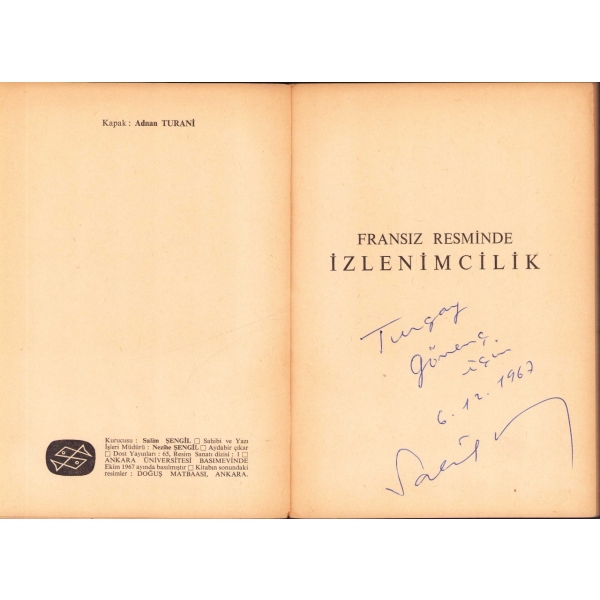 Kapak : Adnan TURANİ
Kurucusu : Salim ŞENGİL □ Sahibi ve Yazı
İşleri Müdürü : Nezihe ŞENGİL □ Aydabir çıkar
□ Dost Yayınları : 65, Resim Sanatı dizisi : 1 □
ANKARA ÜNİVERSİTESİ BASIMEVİNDE
Ekim 1967 ayında basılmıştır □ Kitabın sonundaki
resimler : DOĞUŞ MATBAASI, ANKARA.
FRANSIZ RESMİNDE
İZLENİMCİLİK
Turgay
Gönenç
için
6.12.1967